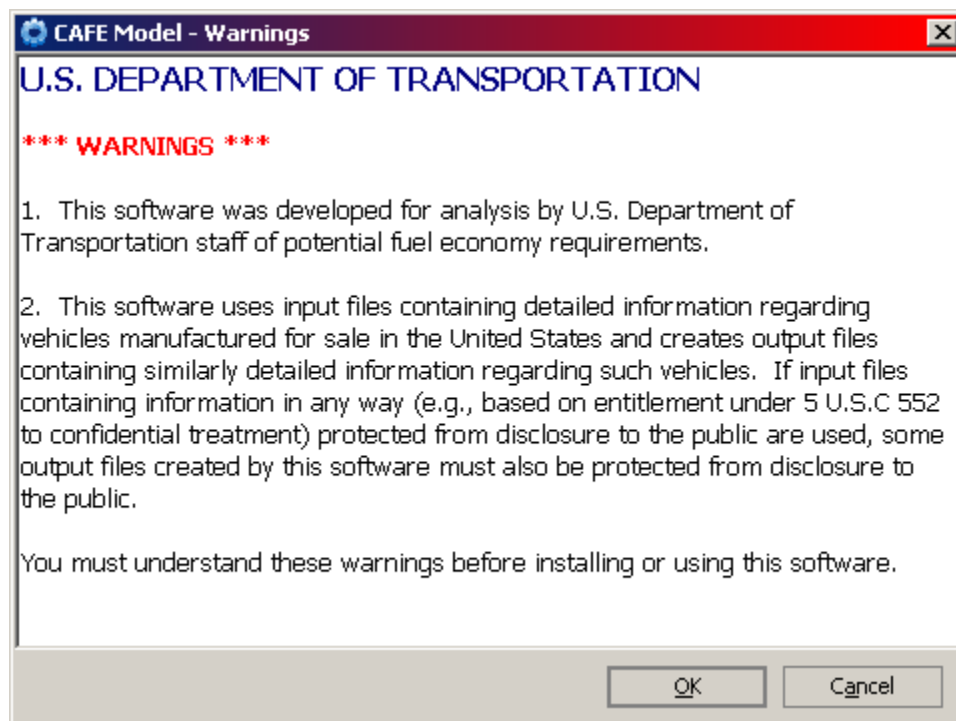 CAFE Model - Warnings
U.S. DEPARTMENT OF TRANSPORTATION
*** WARNINGS ***
1.  This software was developed for analysis by U.S. Department of
Transportation staff of potential fuel economy requirements.
2.  This software uses input files containing detailed information regarding
vehicles manufactured for sale in the United States and creates output files
containing similarly detailed information regarding such vehicles.  If input files
containing information in any way (e.g., based on entitlement under 5 U.S.C 552
to confidential treatment) protected from disclosure to the public are used, some
output files created by this software must also be protected from disclosure to
the public.
You must understand these warnings before installing or using this software.
OK
Cancel